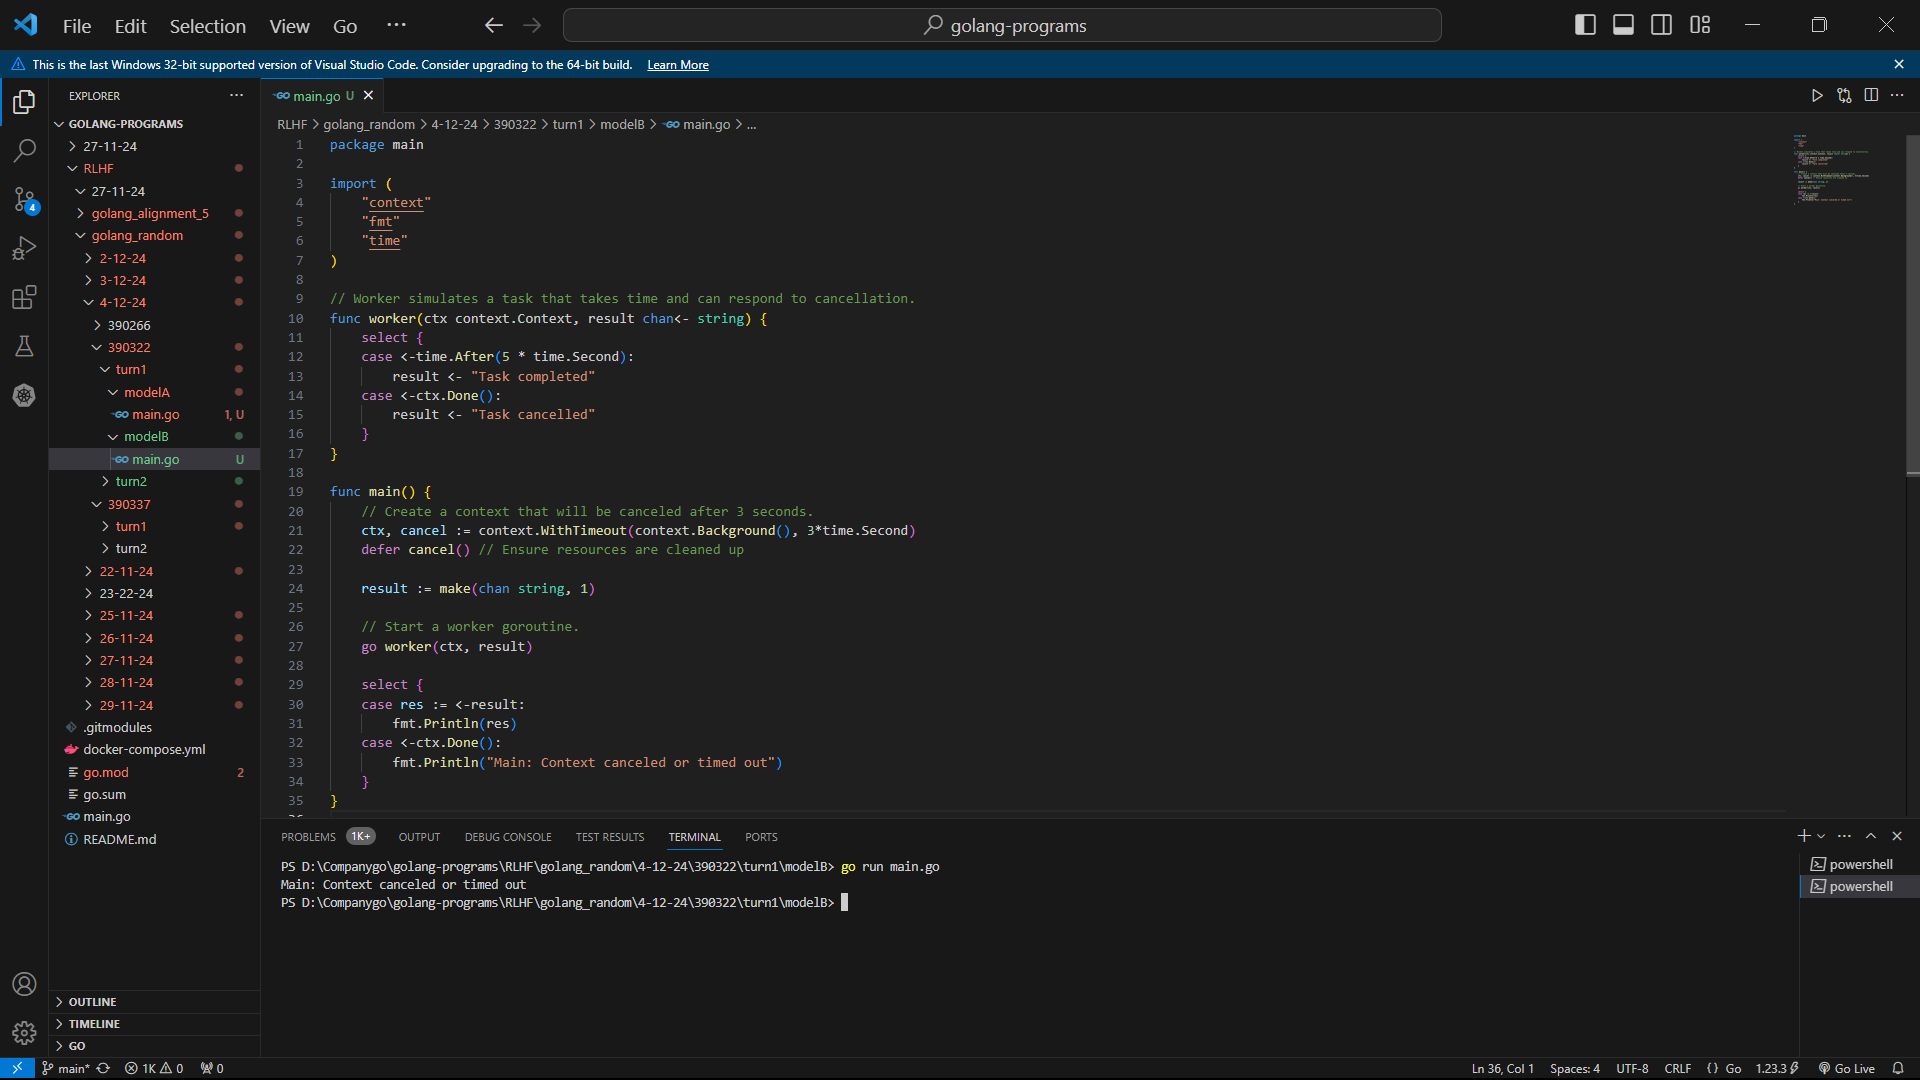 File Edit Selection View Go ... golang-programs
This is the last Windows 32-bit supported version of Visual Studio Code. Consider upgrading to the 64-bit build. Learn More
EXPLORER
GOLANG-PROGRAMS
27-11-24
RLHF
27-11-24
golang_alignment_5
golang_random
2-12-24
3-12-24
4-12-24
390266
390322
turn1
modelA
main.go 1, U
modelB
main.go U
turn2
390337
turn1
turn2
22-11-24
23-22-24
25-11-24
26-11-24
27-11-24
28-11-24
29-11-24
.gitmodules
docker-compose.yml
go.mod 2
go.sum
main.go
README.md
OUTLINE
TIMELINE
GO
4
GO main.go U
RLHF > golang_random > 4-12-24 > 390322 > turn1 > modelB > GO main.go > ...
1 package main
2
3 import (
4 "context"
5 "fmt"
6 "time"
7 )
8
9 // Worker simulates a task that takes time and can respond to cancellation.
10 func worker(ctx context.Context, result chan<- string) {
11 select {
12 case <-time.After(5 * time.Second):
13 result <- "Task completed"
14 case <-ctx.Done():
15 result <- "Task cancelled"
16 }
17 }
18
19 func main() {
20 // Create a context that will be canceled after 3 seconds.
21 ctx, cancel := context.WithTimeout(context.Background(), 3*time.Second)
22 defer cancel() // Ensure resources are cleaned up
23
24 result := make(chan string, 1)
25
26 // Start a worker goroutine.
27 go worker(ctx, result)
28
29 select {
30 case res := <-result:
31 fmt.Println(res)
32 case <-ctx.Done():
33 fmt.Println("Main: Context canceled or timed out")
34 }
35 }
PROBLEMS 1K+ OUTPUT DEBUG CONSOLE TEST RESULTS TERMINAL PORTS
PS D:\Companygo\golang-programs\RLHF\golang_random\4-12-24\390322\turn1\modelB> go run main.go
Main: Context canceled or timed out
PS D:\Companygo\golang-programs\RLHF\golang_random\4-12-24\390322\turn1\modelB>
powershell
powershell
main* 1K 0 0 Ln 36, Col 1 Spaces: 4 UTF-8 CRLF {} Go 1.23.3 Go Live